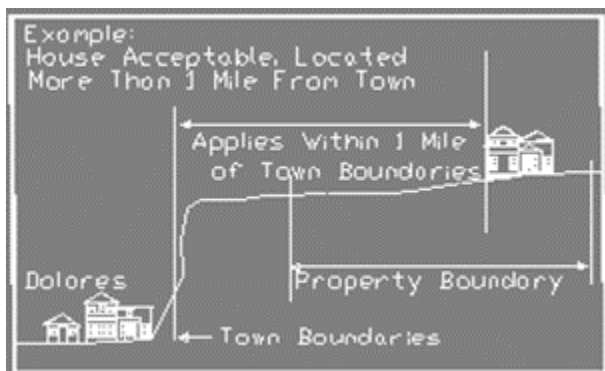 Example:
House Acceptable, Located
More Than 1 Mile From Town
Applies Within 1 Mile
of Town Boundaries
Dolores
Property Boundary
Town Boundaries